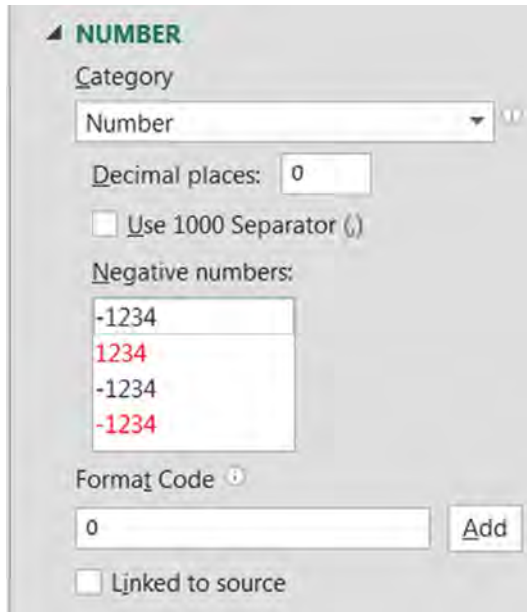 NUMBER
Category
Number
Decimal places: 0
Use 1000 Separator (,)
Negative numbers:
-1234
1234
-1234
-1234
Format Code
0 Add
Linked to source